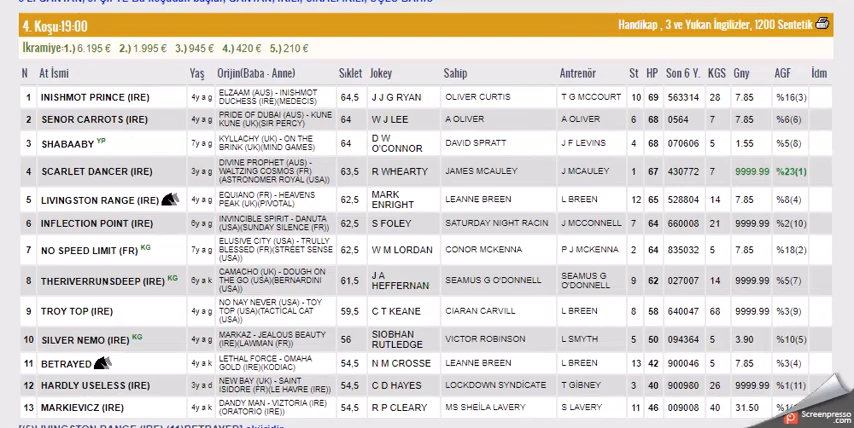 4. Koşu:19:00 Handikap , 3 ve Yukarı İngilizler, 1200 Sentetik
İkramiye:1.) 6.195 € 2.) 1.995 € 3.) 945 € 4.) 420 € 5.) 210 €
N At İsmi Yaş Orijin(Baba - Anne) Sıklet Jokey Sahip Antrenör St HP Son 6 Y. KGS Gny AGF İdm
1 INISHMOT PRINCE (IRE) 4y a g ELZAAM (AUS) - INISHMOT DUCHESS (IRE)(MEDECIS) 64,5 J J G RYAN OLIVER CURTIS T G MCCOURT 10 69 563314 28 7.85 %16(3)
2 SENOR CARROTS (IRE) 4y a g PRIDE OF DUBAI (AUS) - KUNE KUNE (UK)(SIR PERCY) 64 W J LEE A OLIVER A OLIVER 6 68 0564 7 7.85 %6(6)
3 SHABAABY YP 7y a g KYLLACHY (UK) - ON THE BRINK (UK)(MIND GAMES) 64 D W O'CONNOR DAVID SPRATT J F LEVINS 4 68 070606 5 1.55 %5(8)
4 SCARLET DANCER (IRE) 3y a g DIVINE PROPHET (AUS) - WALTZING COSMOS (FR)(ASTRONOMER ROYAL (USA)) 63,5 R WHEARTY JAMES MCAULEY J MCAULEY 1 67 430772 7 9999.99 %23(1)
5 LIVINGSTON RANGE (IRE) 4y a g EQUIANO (FR) - HEAVENS PEAK (UK)(PIVOTAL) 62,5 MARK ENRIGHT LEANNE BREEN L BREEN 12 65 528804 14 7.85 %8(4)
6 INFLECTION POINT (IRE) 6y a g INVINCIBLE SPIRIT - DANUTA (USA)(SUNDAY SILENCE (FR)) 62,5 S FOLEY SATURDAY NIGHT RACIN J MCCONNELL 7 64 660008 21 9999.99 %2(10)
7 NO SPEED LIMIT (FR) KG 7y a g ELUSIVE CITY (USA) - TRULLY BLESSED (FR)(STREET SENSE (USA)) 62,5 W M LORDAN CONOR MCKENNA P J MCKENNA 2 64 835032 5 7.85 %18(2)
8 THERIVERRUNSDEEP (IRE) KG 6y a k CAMACHO (UK) - DOUGH ON THE GO (USA)(BERNARDINI (USA)) 61,5 J A HEFFERNAN SEAMUS G O'DONNELL SEAMUS G O'DONNELL 9 62 027007 14 9999.99 %5(7)
9 TROY TOP (IRE) 4y a g NO NAY NEVER (USA) - TOY TOP (USA)(TACTICAL CAT (USA)) 59,5 C T KEANE CIARAN CARVILL J BREEN 8 58 640047 68 9999.99 %3(9)
10 SILVER NEMO (IRE) KG 4y a g MARKAZ - JEALOUS BEAUTY (IRE)(LAWMAN (FR)) 56 SIOBHAN RUTLEDGE VICTOR ROBINSON L SMYTH 5 50 094364 5 3.90 %10(5)
11 BETRAYED 4y a k LETHAL FORCE - OMAHA GOLD (IRE)(KODIAC) 54,5 N M CROSSE LEANNE BREEN L BREEN 13 42 900046 5 7.85 %3(4)
12 HARDLY USELESS (IRE) 3y a d NEW BAY (UK) - SAINT ISIDORE (FR)(LE HAVRE (IRE)) 54,5 C D HAYES LOCKDOWN SYNDICATE T GİBNEY 3 40 900980 26 9999.99 %1(11)
13 MARKIEVICZ (IRE) 4y a k DANDY MAN - VIZTORIA (IRE)(ORATORIO (IRE)) 54,5 R P CLEARY MS SHEILA LAVERY S LAVERY 11 46 009008 40 31.50 %1(
Screenpresso
.com